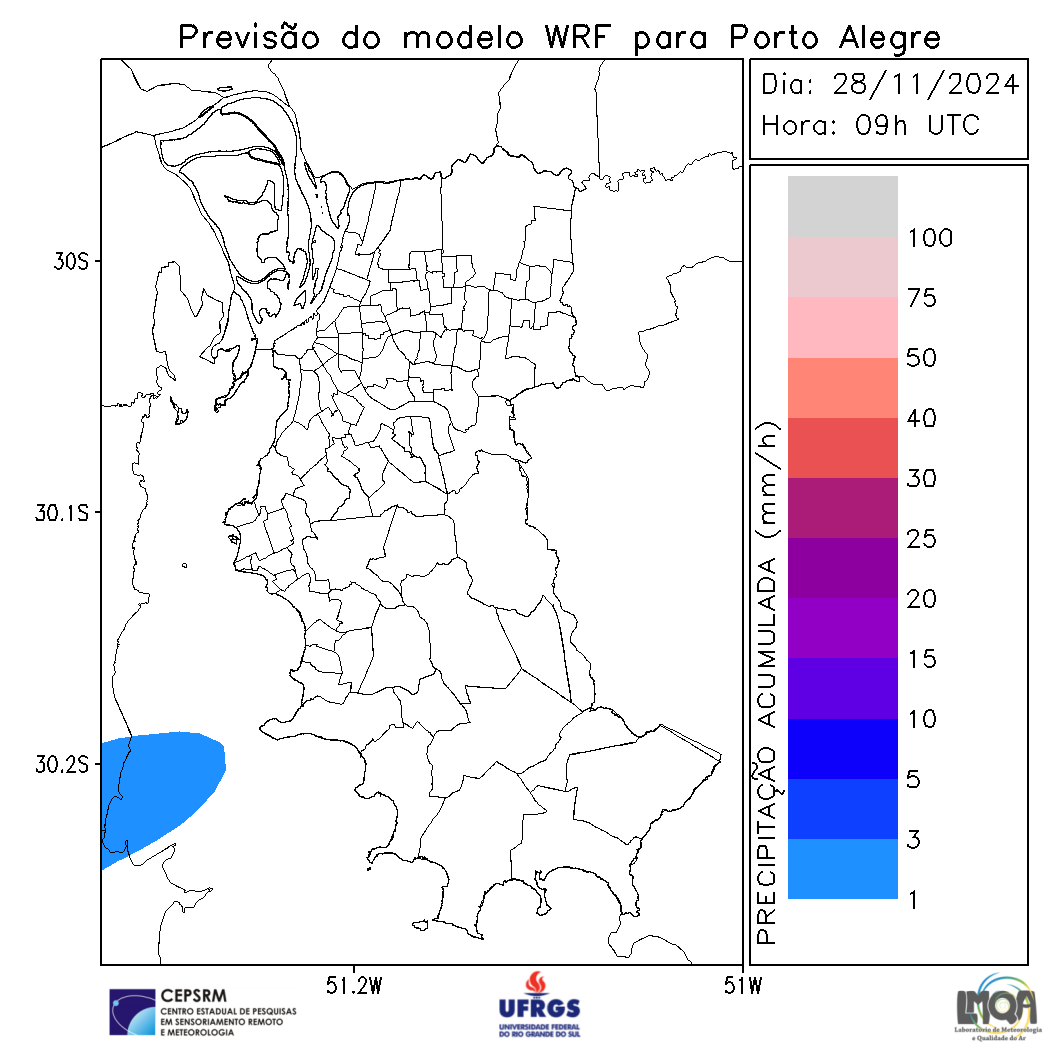 Previsão do modelo WRF para Porto Alegre
Dia: 28/11/2024
Hora: 09h UTC
30S
30.1S
30.2S
51.2W
51W
PRECIPITAÇÃO ACUMULADA (mm/h)
100
75
50
40
30
25
20
15
10
5
3
1
CEPSRM
CENTRO ESTADUAL DE PESQUISAS
EM SENSORIAMENTO REMOTO
E METEOROLOGIA
UFRGS
UNIVERSIDADE FEDERAL
DO RIO GRANDE DO SUL
LMQA
Laboratório de Meteorologia
e Qualidade do Ar